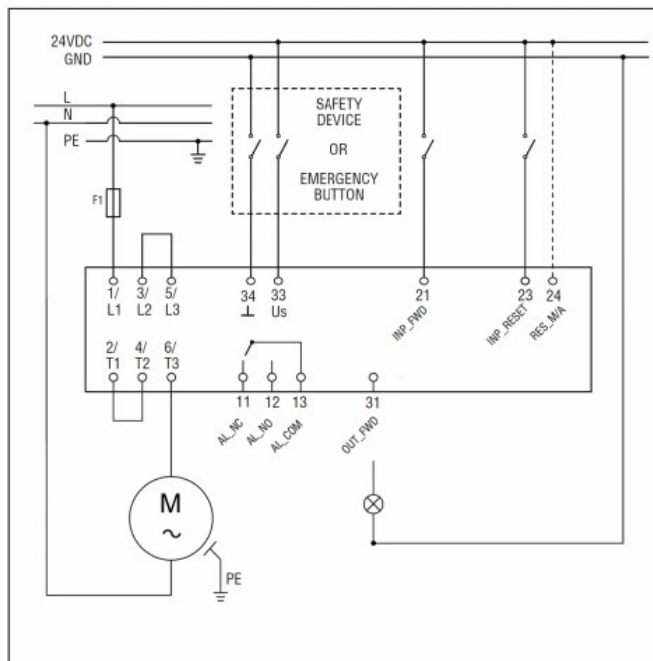 24VDC
GND
L
N
PE
SAFETY
DEVICE
OR
EMERGENCY
BUTTON
F1
1/
L1
3/
L2
5/
L3
34
⊥
33
Us
21
INP_FWD
23
INP_RESET
24
RES_M/A
2/
T1
4/
T2
6/
T3
11
AL_NC
12
AL_NO
13
AL_COM
31
OUT_FWD
M
~
PE